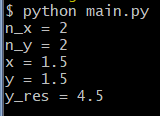 $ python main.py
n_x = 2
n_y = 2
x = 1.5
y = 1.5
y_res = 4.5